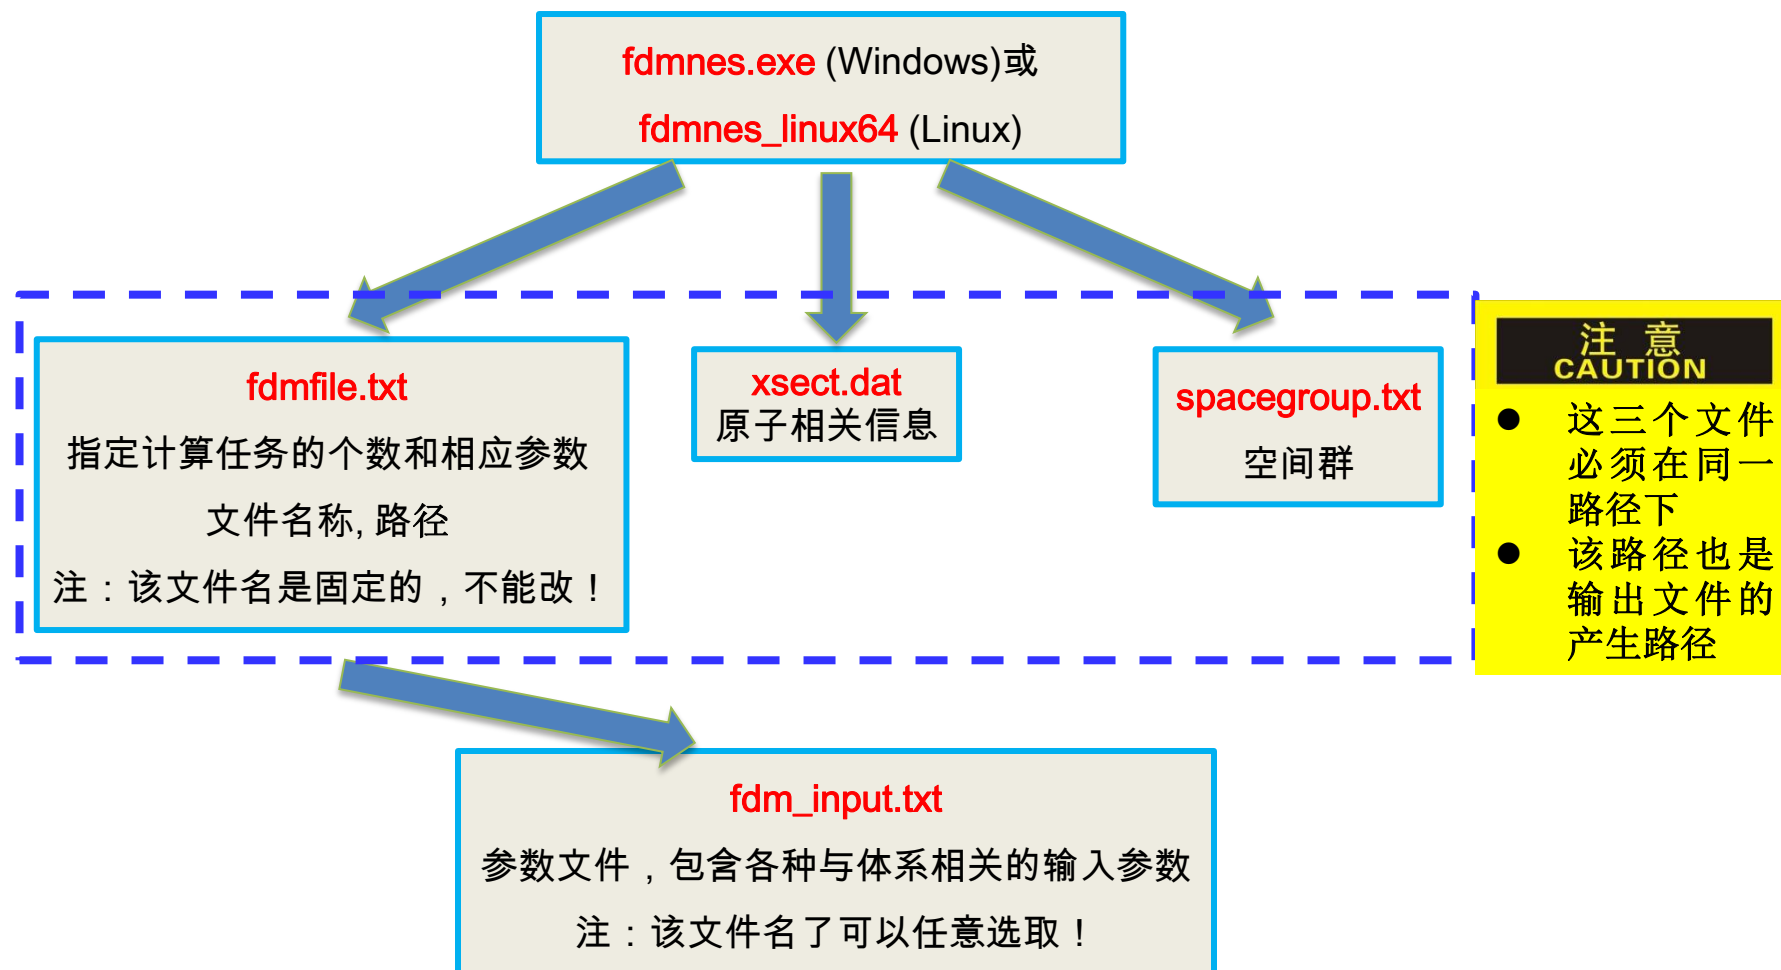 fdmnes.exe (Windows)或
fdmnes_linux64 (Linux)
fdmfile.txt
指定计算任务的个数和相应参数
文件名称, 路径
注：该文件名是固定的，不能改！
xsect.dat
原子相关信息
spacegroup.txt
空间群
注 意
CAUTION
● 这三个文件
必须在同一
路径下
● 该路径也是
输出文件的
产生路径
fdm_input.txt
参数文件，包含各种与体系相关的输入参数
注：该文件名了可以任意选取！